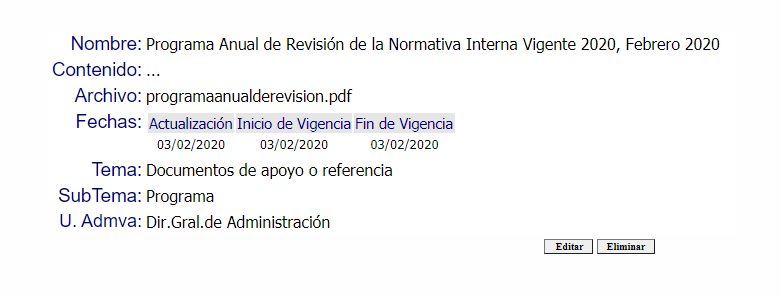 Nombre: Programa Anual de Revisión de la Normativa Interna Vigente 2020, Febrero 2020
Contenido: ...
Archivo: programaanualderevision.pdf
Fechas: Actualización Inicio de Vigencia Fin de Vigencia
03/02/2020 03/02/2020 03/02/2020
Tema: Documentos de apoyo o referencia
SubTema: Programa
U. Admva: Dir.Gral.de Administración
Editar Eliminar